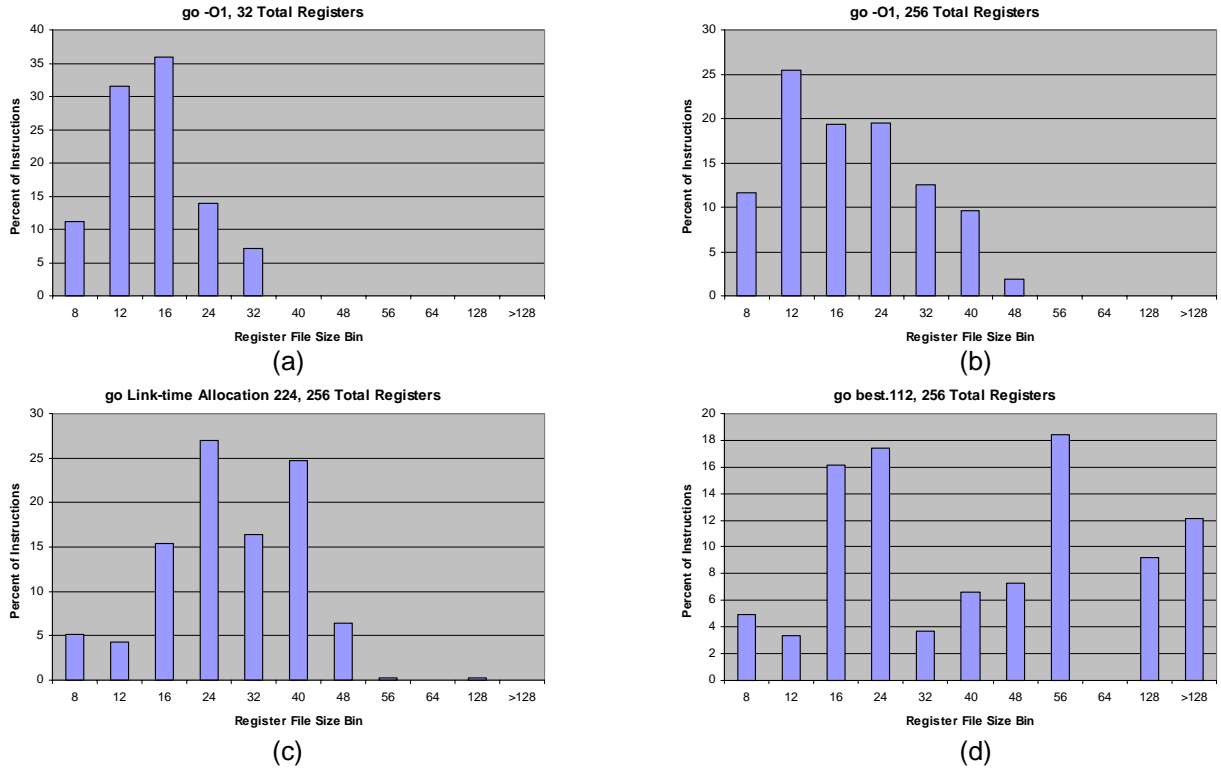 go -O1, 32 Total Registers
40
35
30
25
20
15
10
5
0
Percent of Instructions
8 12 16 24 32 40 48 56 64 128 >128
Register File Size Bin
(a)
go -O1, 256 Total Registers
30
25
20
15
10
5
0
Percent of Instructions
8 12 16 24 32 40 48 56 64 128 >128
Register File Size Bin
(b)
go Link-time Allocation 224, 256 Total Registers
30
25
20
15
10
5
0
Percent of Instructions
8 12 16 24 32 40 48 56 64 128 >128
Register File Size Bin
(c)
go best.112, 256 Total Registers
20
18
16
14
12
10
8
6
4
2
0
Percent of Instructions
8 12 16 24 32 40 48 56 64 128 >128
Register File Size Bin
(d)